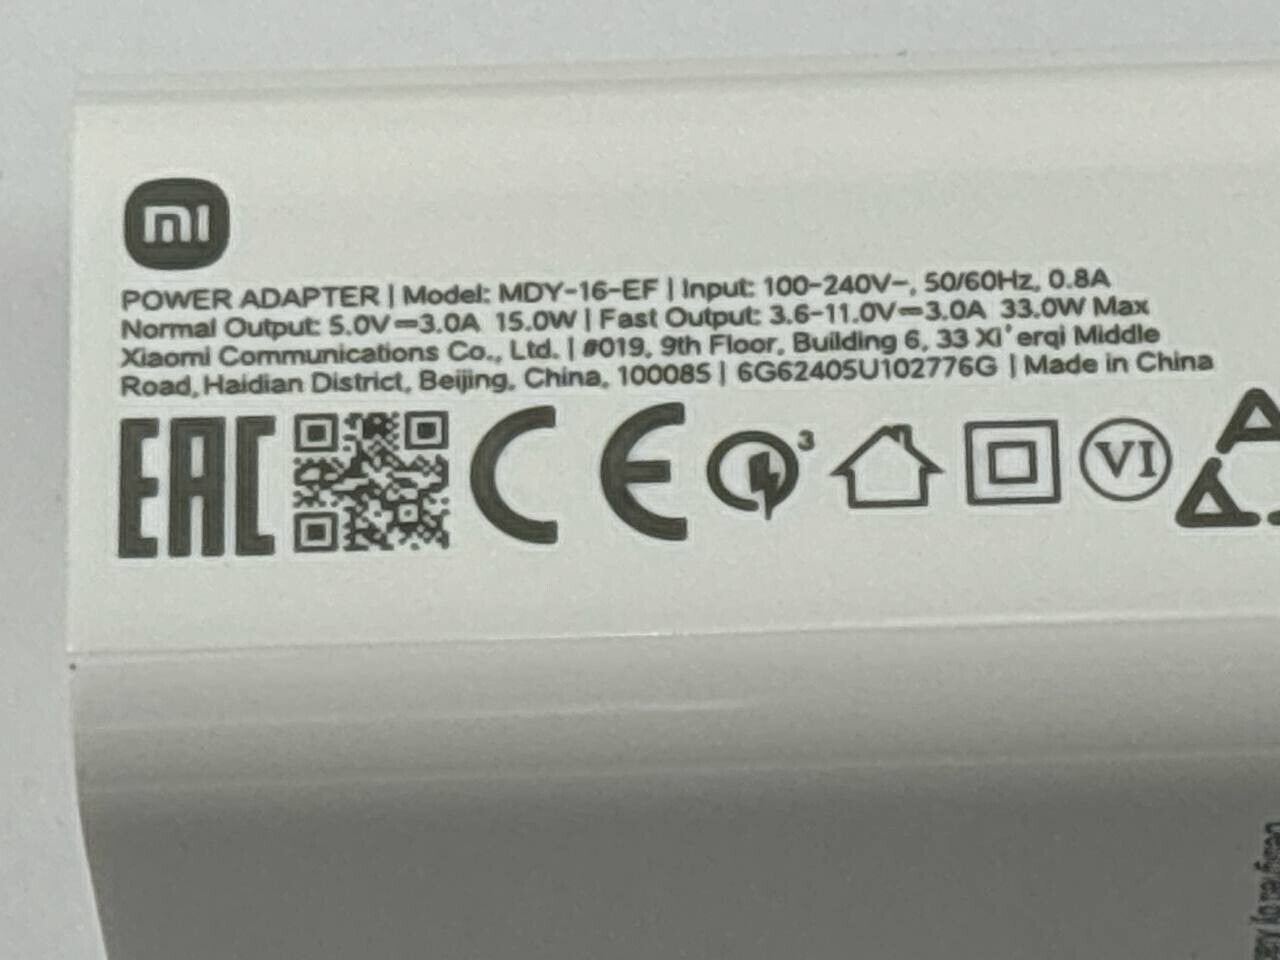 mi
POWER ADAPTER | Model: MDY-16-EF | Input: 100-240V~, 50/60Hz, 0.8A
Normal Output: 5.0V⎓3.0A 15.0W | Fast Output: 3.6-11.0V⎓3.0A 33.0W Max
Xiaomi Communications Co., Ltd. | #019, 9th Floor, Building 6, 33 Xi'erqi Middle
Road, Haidian District, Beijing, China, 100085 | 6G62405U102776G | Made in China
EAC CE 3 VI